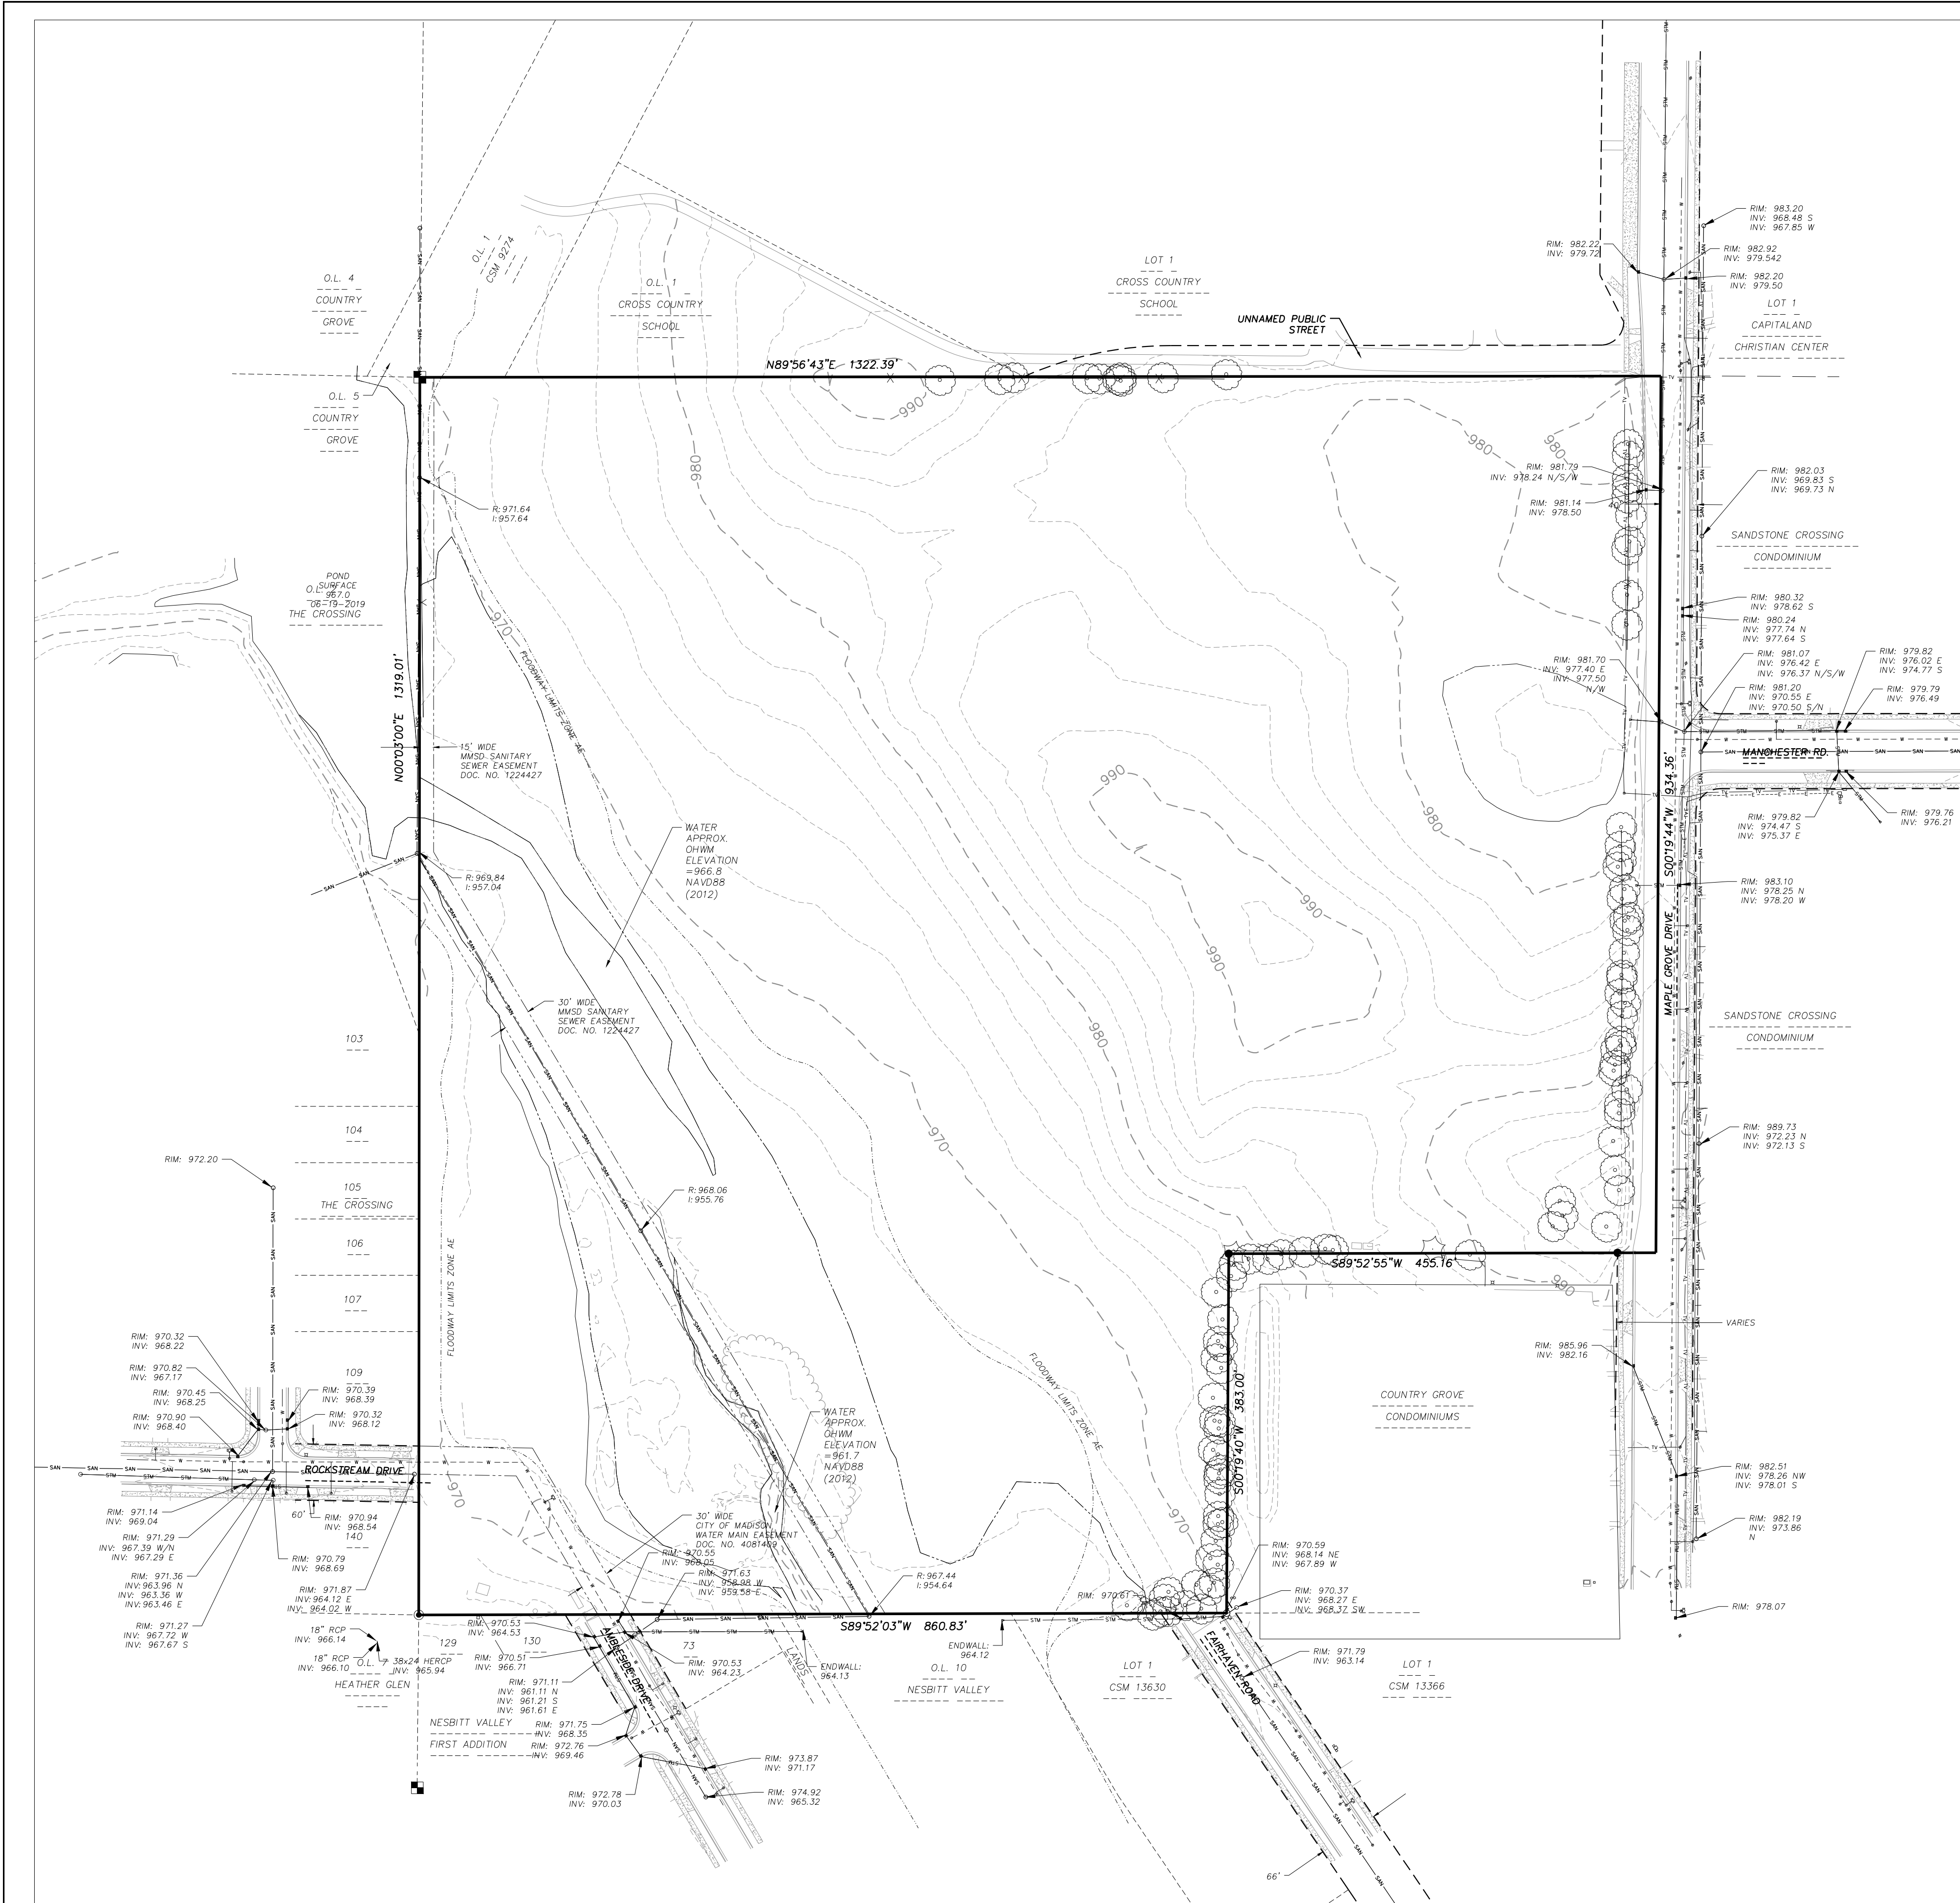 RIM: 983.20
INV: 968.48 S
INV: 967.85 W
RIM: 982.22
INV: 979.72
RIM: 982.92
INV: 979.542
RIM: 982.20
INV: 979.50
LOT 1
CAPITALAND
CHRISTIAN CENTER
O.L. 1
CSM 9274
O.L. 4
COUNTRY
GROVE
O.L. 1
CROSS COUNTRY
SCHOOL
LOT 1
CROSS COUNTRY
SCHOOL
UNNAMED PUBLIC
STREET
N89°56'43"E 1322.39'
O.L. 5
COUNTRY
GROVE
990
980
980
980
RIM: 981.79
INV: 978.24 N/S/W
RIM: 981.14
INV: 978.50
40'
RIM: 982.03
INV: 969.83 S
INV: 969.73 N
R: 971.64
I: 957.64
SANDSTONE CROSSING
CONDOMINIUM
POND
SURFACE
967.0
06-19-2019
O.L. 2
THE CROSSING
970
FLOODWAY LIMITS ZONE AE
RIM: 980.32
INV: 978.62 S
RIM: 980.24
INV: 977.74 N
INV: 977.64 S
RIM: 981.70
INV: 977.40 E
INV: 977.50
N/W
RIM: 981.07
INV: 976.42 E
INV: 976.37 N/S/W
RIM: 981.20
INV: 970.55 E
INV: 970.50 S/N
RIM: 979.82
INV: 976.02 E
INV: 974.77 S
RIM: 979.79
INV: 976.49
MANCHESTER RD.
N00°03'00"E 1319.01'
15' WIDE
MMSD SANITARY
SEWER EASEMENT
DOC. NO. 1224427
990
980
MAPLE GROVE DRIVE
S00°19'44"W 934.36'
RIM: 979.82
INV: 974.47 S
INV: 975.37 E
RIM: 979.76
INV: 976.21
WATER
APPROX.
OHWM
ELEVATION
=966.8
NAVD88
(2012)
R: 969.84
I: 957.04
RIM: 983.10
INV: 978.25 N
INV: 978.20 W
990
990
30' WIDE
MMSD SANITARY
SEWER EASEMENT
DOC. NO. 1224427
980
103
SANDSTONE CROSSING
CONDOMINIUM
104
970
RIM: 989.73
INV: 972.23 N
INV: 972.13 S
RIM: 972.20
105
THE CROSSING
R: 968.06
I: 955.76
106
S89°52'55"W 455.16'
990
107
FLOODWAY LIMITS ZONE AE
VARIES
RIM: 970.32
INV: 968.22
RIM: 970.82
INV: 967.17
RIM: 970.45
INV: 968.25
RIM: 970.90
INV: 968.40
109
RIM: 970.39
INV: 968.39
RIM: 970.32
INV: 968.12
RIM: 985.96
INV: 982.16
FLOODWAY LIMITS ZONE AE
S00°19'40"W 383.00'
COUNTRY GROVE
CONDOMINIUMS
WATER
APPROX.
OHWM
ELEVATION
=961.7
NAVD88
(2012)
ROCKSTREAM DRIVE
970
970
RIM: 982.51
INV: 978.26 NW
INV: 978.01 S
RIM: 971.14
INV: 969.04
60'
RIM: 970.94
INV: 968.54
140
30' WIDE
CITY OF MADISON
WATER MAIN EASEMENT
DOC. NO. 4081409
RIM: 982.19
INV: 973.86
N
RIM: 971.29
INV: 967.39 W/N
INV: 967.29 E
RIM: 970.79
INV: 968.69
RIM: 970.55
INV: 968.05
RIM: 971.63
INV: 958.98 W
INV: 959.58 E
R: 967.44
I: 954.64
RIM: 970.59
INV: 968.14 NE
INV: 967.89 W
RIM: 971.36
INV: 963.96 N
INV: 963.36 W
INV: 963.46 E
RIM: 971.87
INV: 964.12 E
INV: 964.02 W
RIM: 970.61
RIM: 970.37
INV: 968.27 E
INV: 968.37 SW
RIM: 978.07
RIM: 971.27
INV: 967.72 W
INV: 967.67 S
RIM: 970.53
INV: 964.53
S89°52'03"W 860.83'
18" RCP
INV: 966.14
18" RCP
INV: 966.10
O.L. 7
HEATHER GLEN
38x24 HERCP
INV: 965.94
129
130
73
AMBLESIDE DRIVE
RIM: 970.51
INV: 966.71
RIM: 970.53
INV: 964.23
LANDS
ENDWALL:
964.13
ENDWALL:
964.12
O.L. 10
NESBITT VALLEY
LOT 1
CSM 13630
FAIRHAVEN ROAD
RIM: 971.79
INV: 963.14
LOT 1
CSM 13366
RIM: 971.11
INV: 961.11 N
INV: 961.21 S
INV: 961.61 E
NESBITT VALLEY
FIRST ADDITION
RIM: 971.75
INV: 968.35
RIM: 972.76
INV: 969.46
RIM: 973.87
INV: 971.17
RIM: 972.78
INV: 970.03
RIM: 974.92
INV: 965.32
66'